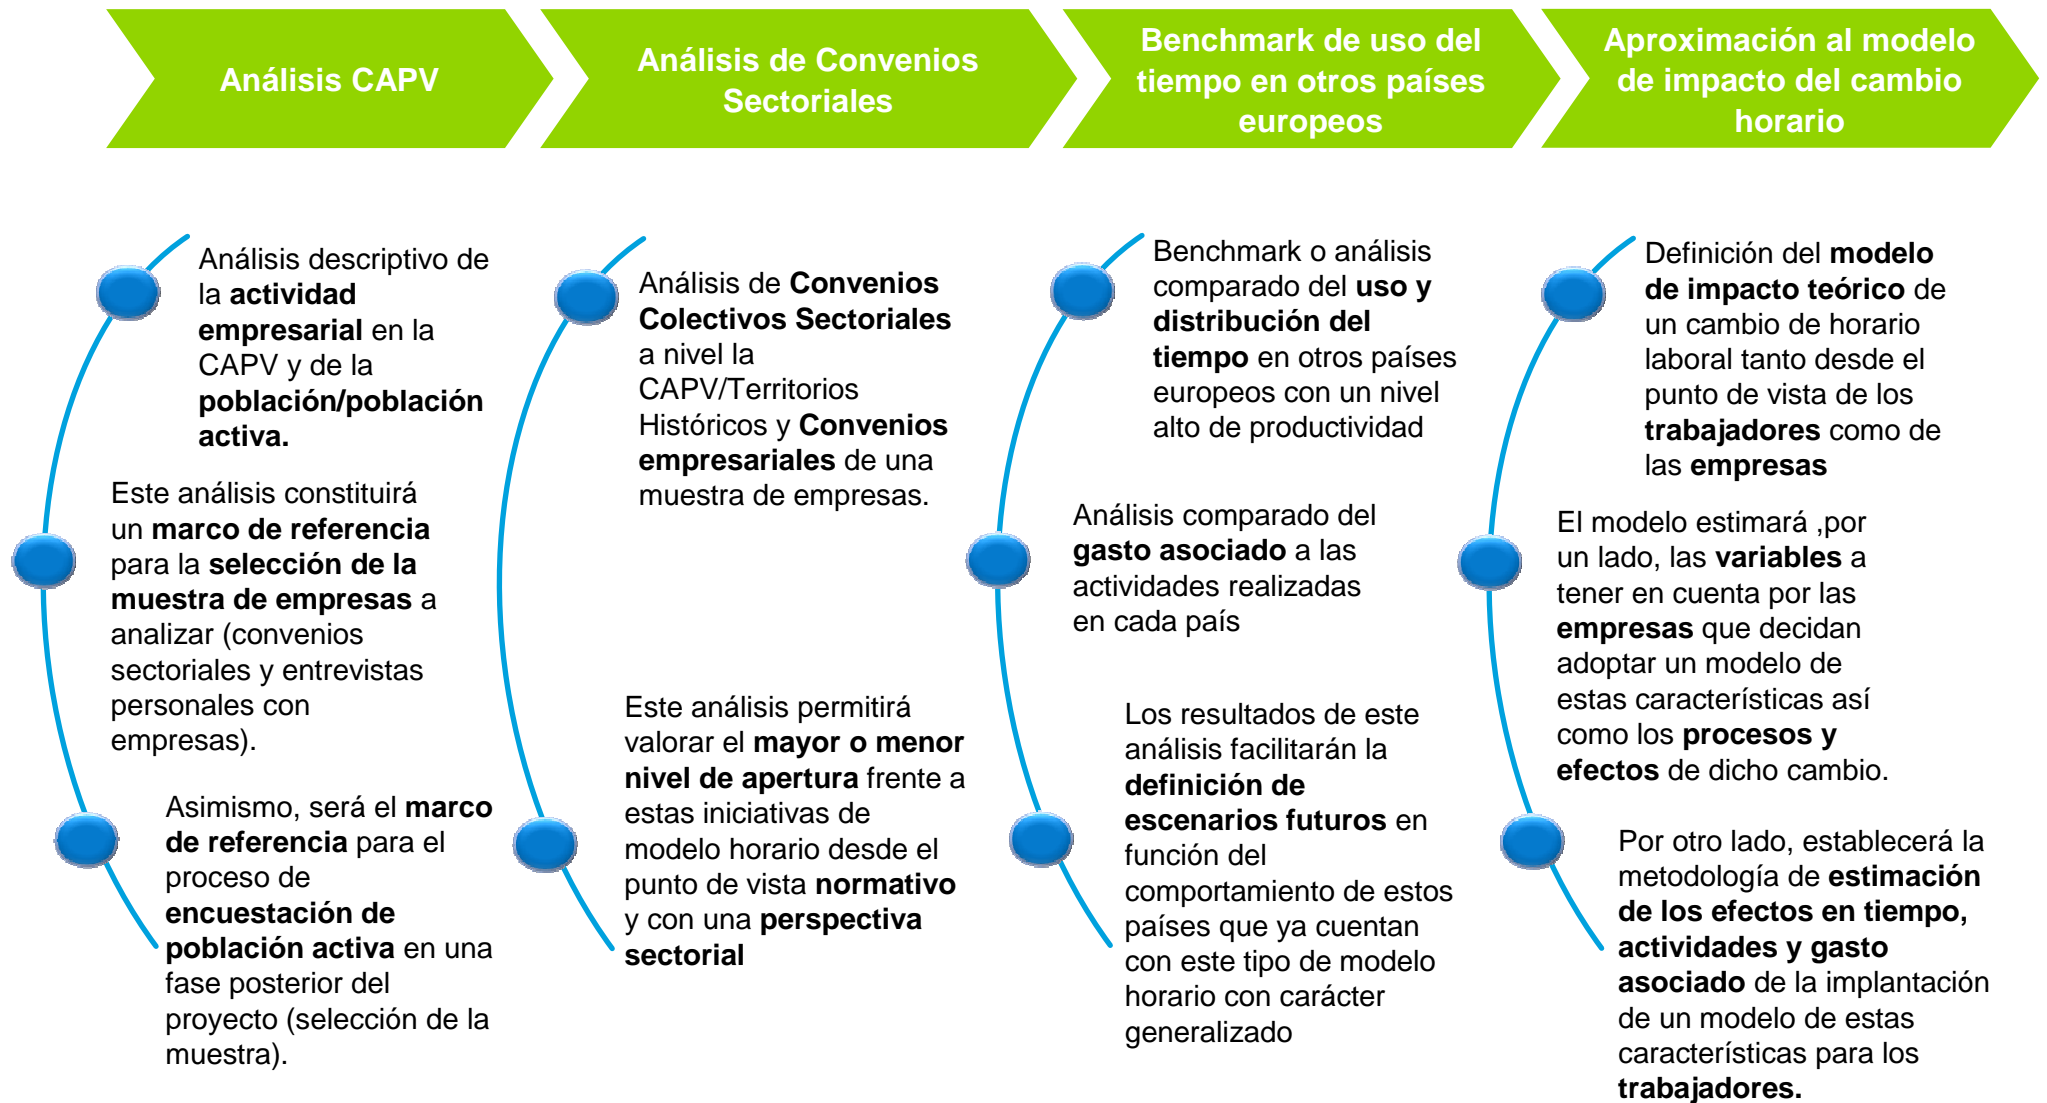 Análisis CAPV
Análisis de Convenios
Sectoriales
Benchmark de uso del
tiempo en otros países
europeos
Aproximación al modelo
de impacto del cambio
horario
Análisis descriptivo de
la actividad
empresarial en la
CAPV y de la
población/población
activa.
Este análisis constituirá
un marco de referencia
para la selección de la
muestra de empresas a
analizar (convenios
sectoriales y entrevistas
personales con
empresas).
Asimismo, será el marco
de referencia para el
proceso de
encuestación de
población activa en una
fase posterior del
proyecto (selección de la
muestra).
Análisis de Convenios
Colectivos Sectoriales
a nivel la
CAPV/Territorios
Históricos y Convenios
empresariales de una
muestra de empresas.
Este análisis permitirá
valorar el mayor o menor
nivel de apertura frente a
estas iniciativas de
modelo horario desde el
punto de vista normativo
y con una perspectiva
sectorial
Benchmark o análisis
comparado del uso y
distribución del
tiempo en otros países
europeos con un nivel
alto de productividad
Análisis comparado del
gasto asociado a las
actividades realizadas
en cada país
Los resultados de este
análisis facilitarán la
definición de
escenarios futuros en
función del
comportamiento de estos
países que ya cuentan
con este tipo de modelo
horario con carácter
generalizado
Definición del modelo
de impacto teórico de
un cambio de horario
laboral tanto desde el
punto de vista de los
trabajadores como de
las empresas
El modelo estimará ,por
un lado, las variables a
tener en cuenta por las
empresas que decidan
adoptar un modelo de
estas características así
como los procesos y
efectos de dicho cambio.
Por otro lado, establecerá la
metodología de estimación
de los efectos en tiempo,
actividades y gasto
asociado de la implantación
de un modelo de estas
características para los
trabajadores.